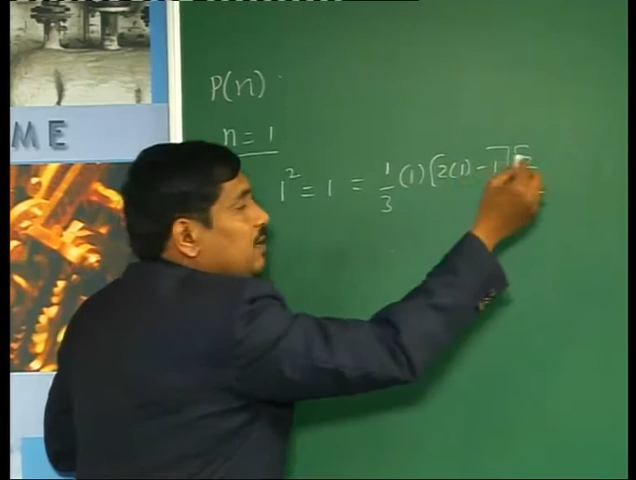 P(n)
ME
n = 1
1² = 1 = 1/3 (1) [2(1) - 1] [